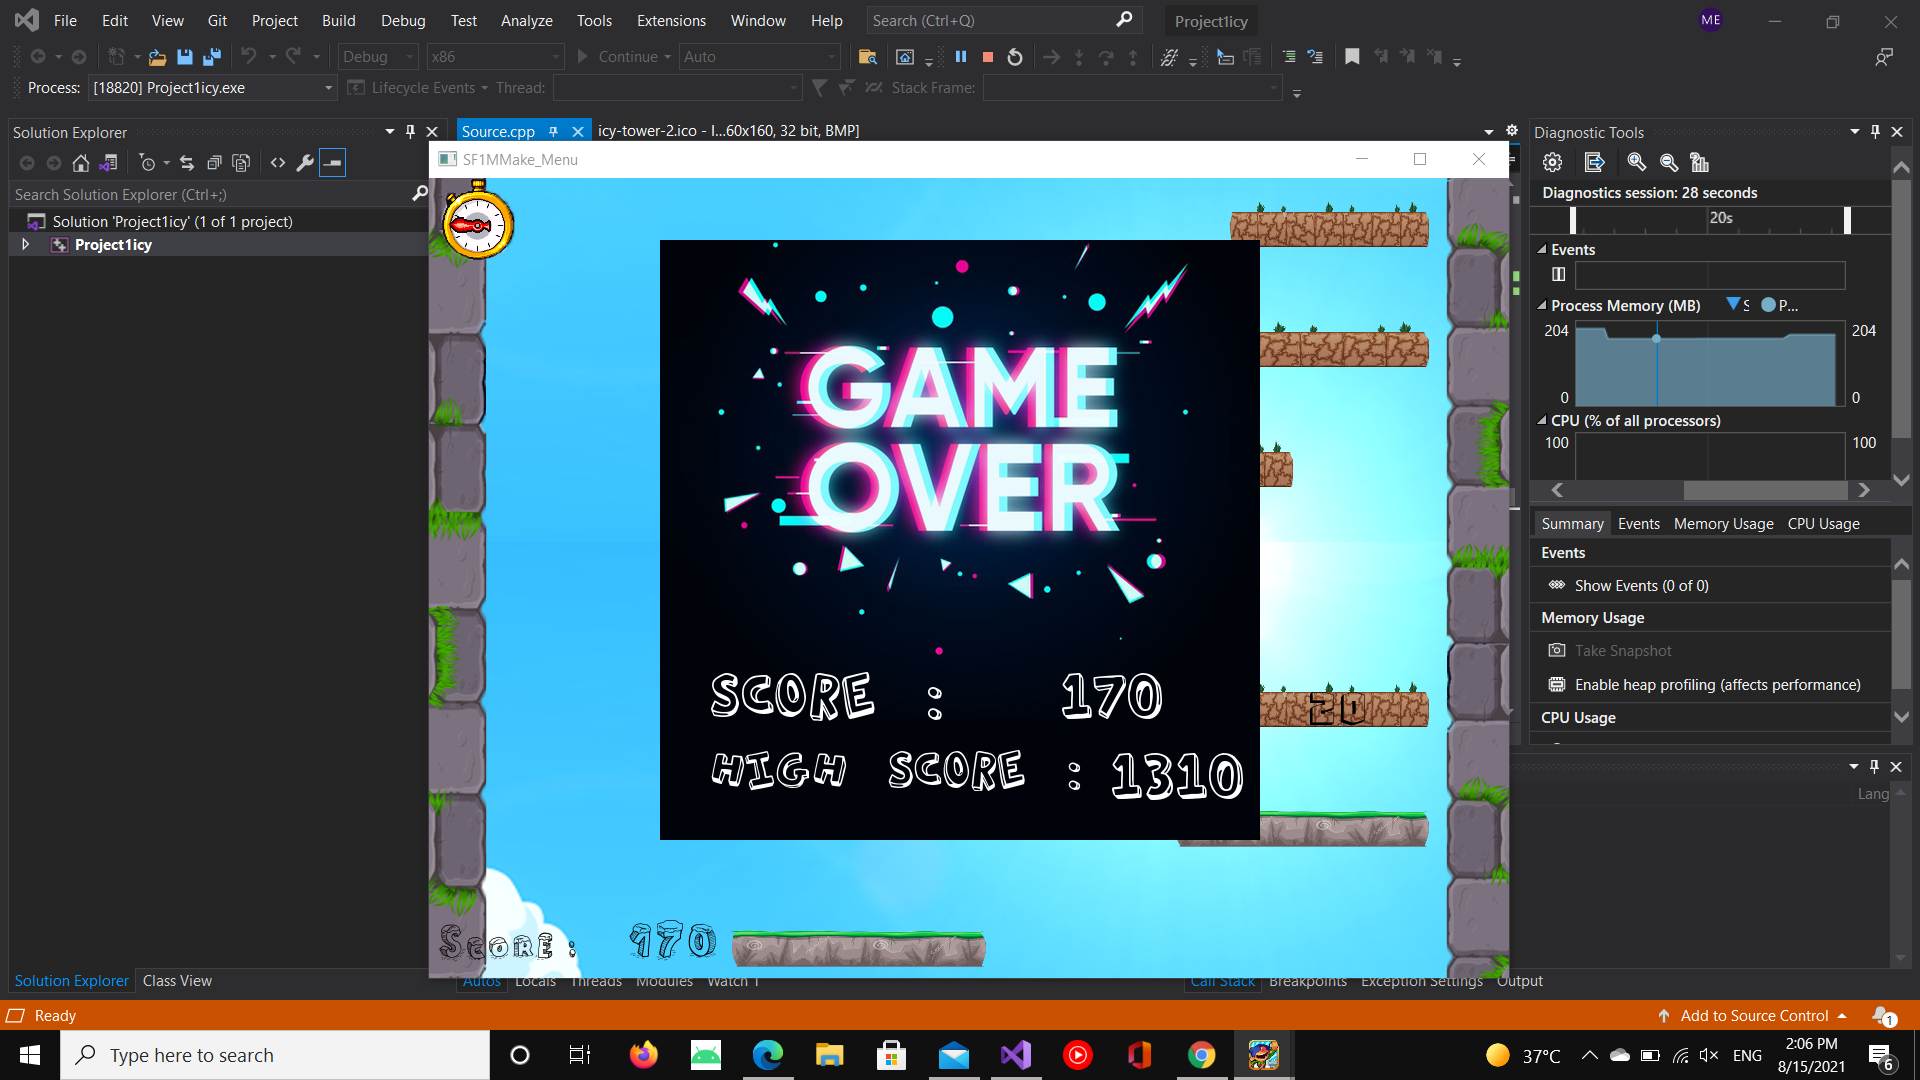 File Edit View Git Project Build Debug Test Analyze Tools Extensions Window Help Search (Ctrl+Q) Project1icy ME
Debug x86 Continue Auto
Process: [18820] Project1icy.exe Lifecycle Events Thread: Stack Frame:
Solution Explorer
Search Solution Explorer (Ctrl+;)
Solution 'Project1icy' (1 of 1 project)
Project1icy
Source.cpp icy-tower-2.ico - I...60x160, 32 bit, BMP]
SF1MMake_Menu
GAME
OVER
SCORE : 170
HIGH SCORE : 1310
20
Score: 170
Diagnostic Tools
Diagnostics session: 28 seconds
20s
Events
Process Memory (MB) S P...
204 204
0 0
CPU (% of all processors)
100 100
Summary Events Memory Usage CPU Usage
Events
Show Events (0 of 0)
Memory Usage
Take Snapshot
Enable heap profiling (affects performance)
CPU Usage
Lang
Solution Explorer Class View
Autos Locals Threads Modules Watch 1
Call Stack Breakpoints Exception Settings Output
Ready
Add to Source Control 1
Type here to search
37°C ENG
2:06 PM
8/15/2021
6